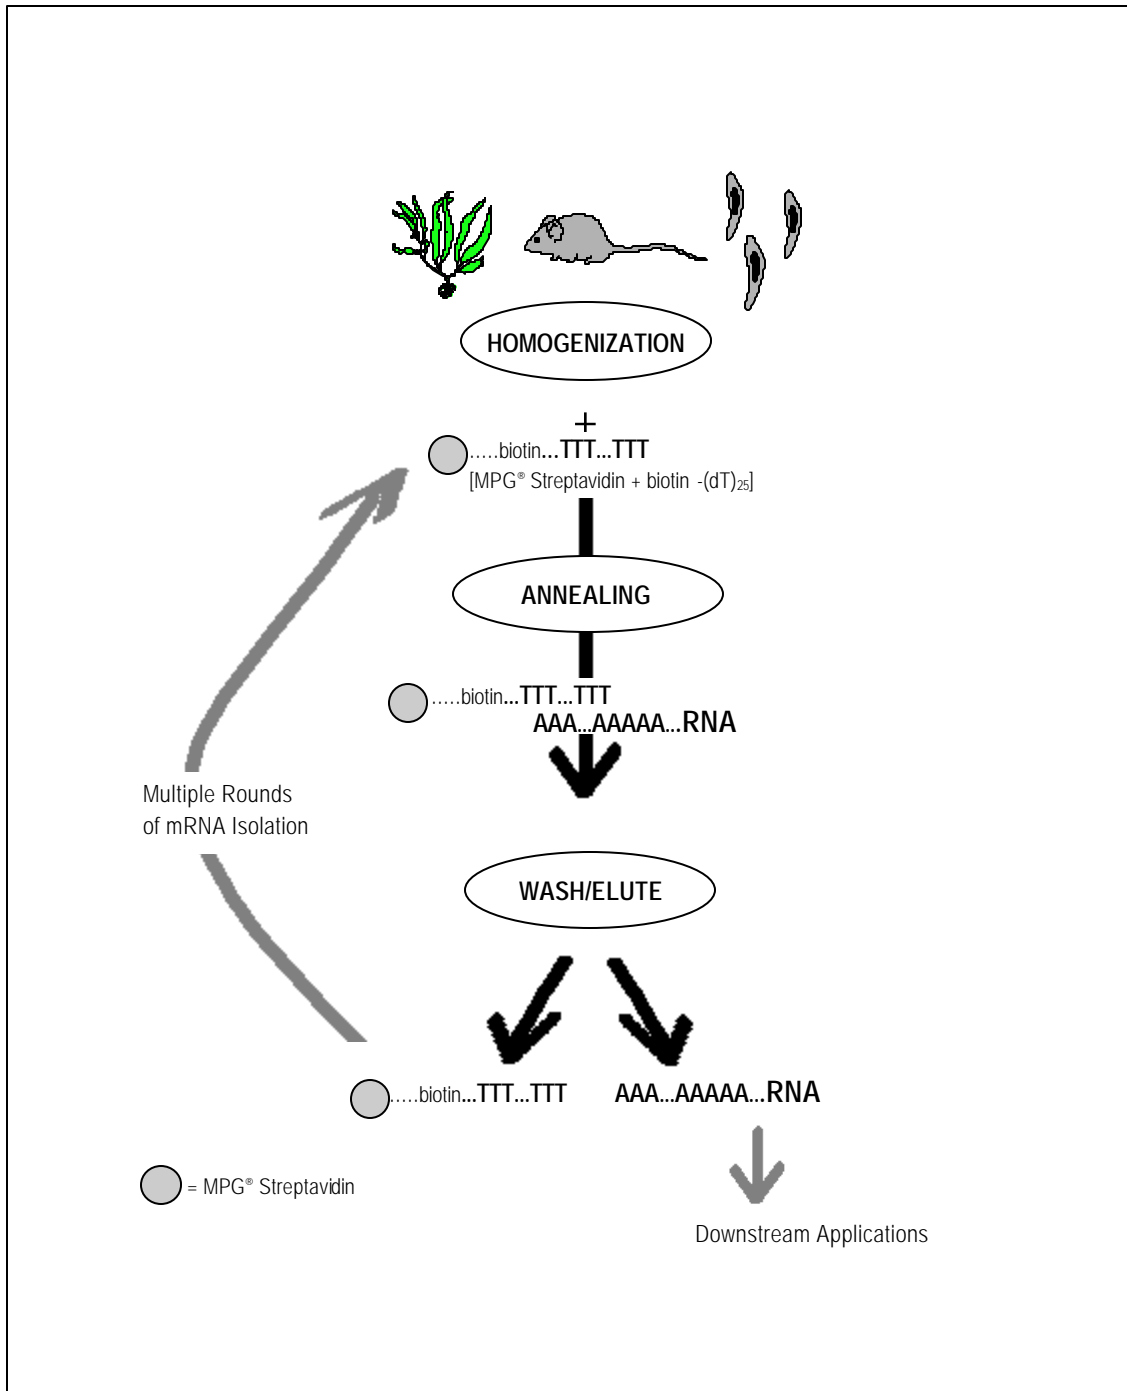 HOMOGENIZATION
+
.....biotin...TTT...TTT
[MPG® Streptavidin + biotin -(dT)₂₅]
ANNEALING
.....biotin...TTT...TTT
AAA...AAAAA...RNA
Multiple Rounds
of mRNA Isolation
WASH/ELUTE
.....biotin...TTT...TTT
AAA...AAAAA...RNA
= MPG® Streptavidin
Downstream Applications